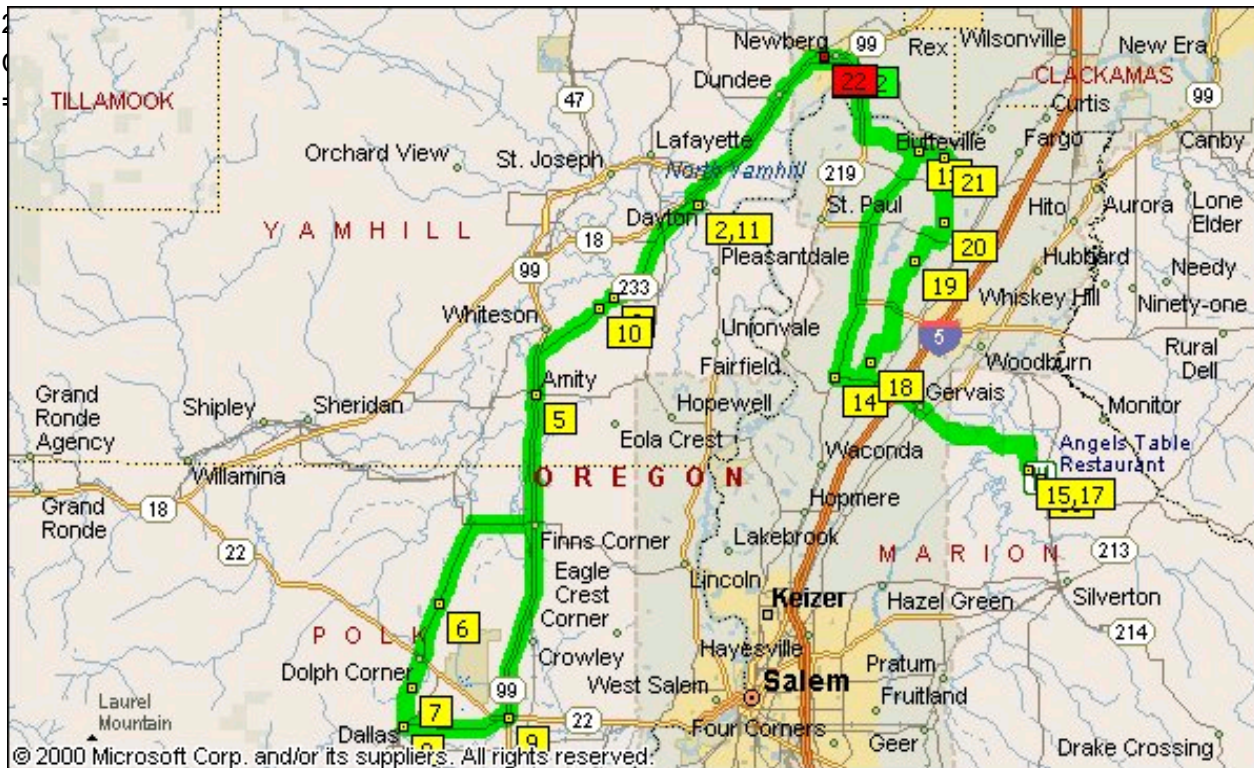 Newberg
99
Rex
Wilsonville
New Era
Dundee
22
2
CLACKAMAS
TILLAMOOK
47
Curtis
99
Lafayette
Butteville
Fargo
Canby
Orchard View
St. Joseph
North Yamhill
219
21
Dayton
St. Paul
Hito
Aurora
Lone
Elder
YAMHILL
18
2,11
20
99
Pleasantdale
Hubbard
Needy
233
19
Whiskey Hill
Ninety-one
Whiteson
10
Unionvale
5
Woodburn
Rural
Dell
Fairfield
Amity
18
Gervais
Grand
Ronde
Agency
Shipley
Sheridan
5
Hopewell
14
Monitor
Eola Crest
Waconda
Angels Table
Restaurant
Willamina
OREGON
15,17
Grand
Ronde
18
Hopmere
22
Finns Corner
Lakebrook
MARION
213
Eagle
Crest
Corner
Lincoln
Keizer
Hazel Green
Silverton
6
POLK
214
Hayesville
Dolph Corner
Crowley
Pratum
West Salem
Salem
Fruitland
Laurel
Mountain
7
99
22
Four Corners
Dallas
9
Geer
Drake Crossing
© 2000 Microsoft Corp. and/or its suppliers. All rights reserved.